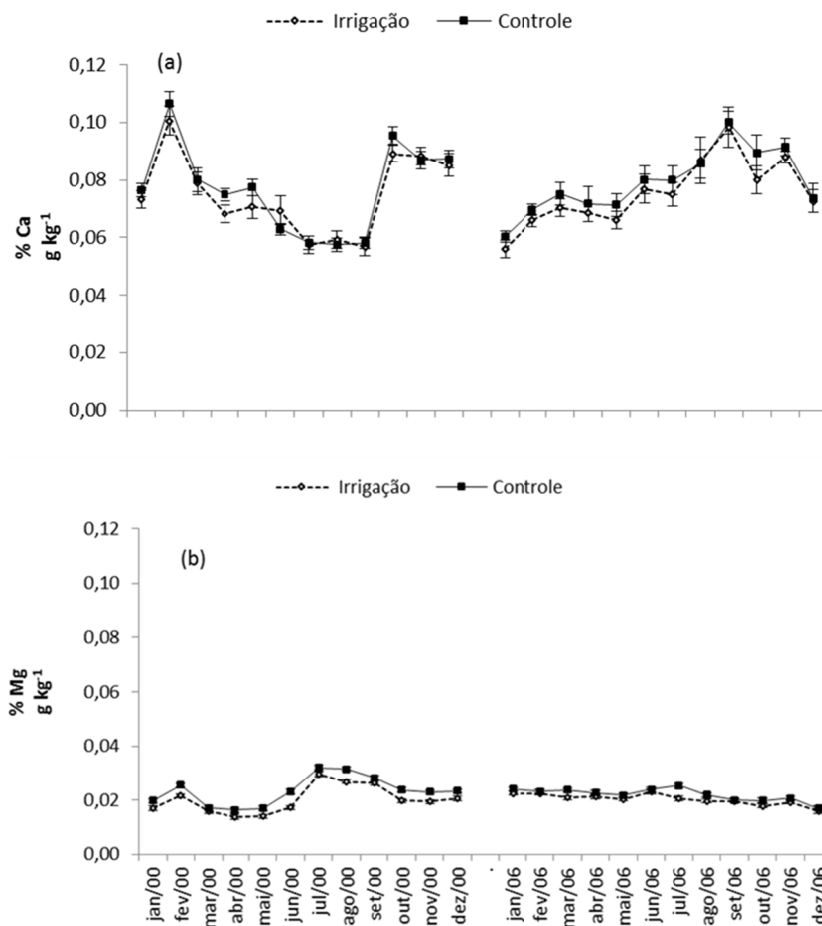 Irrigação Controle
(a)
0,12
0,10
0,08
0,06
0,04
0,02
0,00
% Ca
g kg-1
Irrigação Controle
(b)
0,12
0,10
0,08
0,06
0,04
0,02
0,00
% Mg
g kg-1
jan/00
fev/00
mar/00
abr/00
mai/00
jun/00
jul/00
ago/00
set/00
out/00
nov/00
dez/00
.
jan/06
fev/06
mar/06
abr/06
mai/06
jun/06
jul/06
ago/06
set/06
out/06
nov/06
dez/06